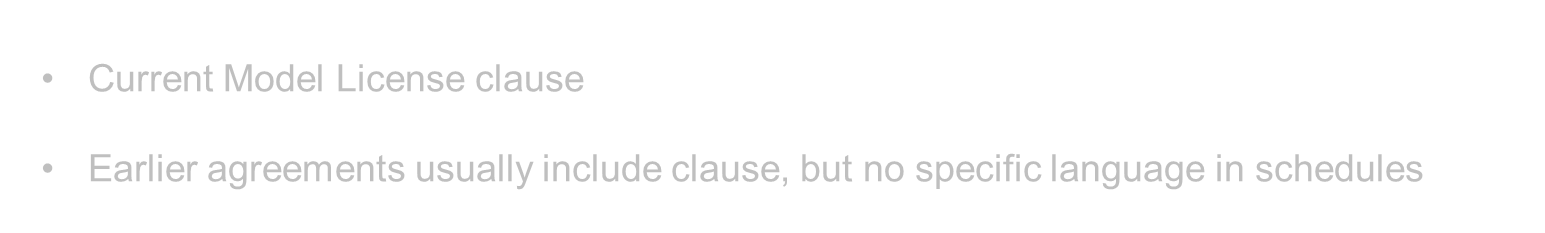 • Current Model License clause
• Earlier agreements usually include clause, but no specific language in schedules